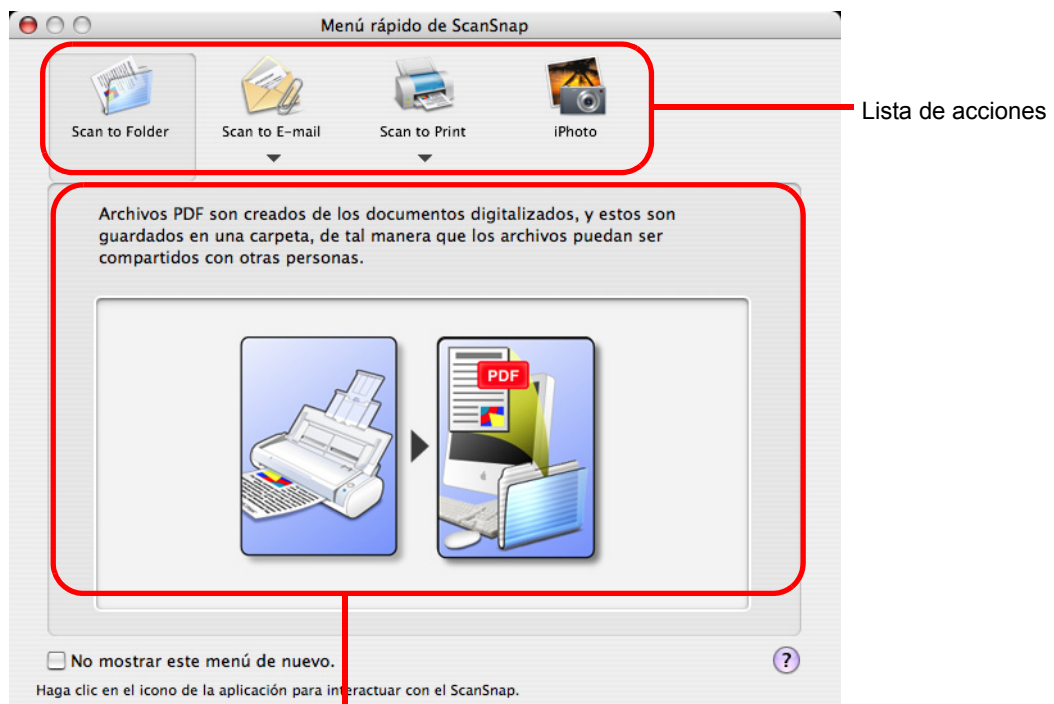 Menú rápido de ScanSnap
Scan to Folder
Scan to E-mail
Scan to Print
iPhoto
Lista de acciones
Archivos PDF son creados de los documentos digitalizados, y estos son
guardados en una carpeta, de tal manera que los archivos puedan ser
compartidos con otras personas.
PDF
No mostrar este menú de nuevo.
?
Haga clic en el icono de la aplicación para interactuar con el ScanSnap.